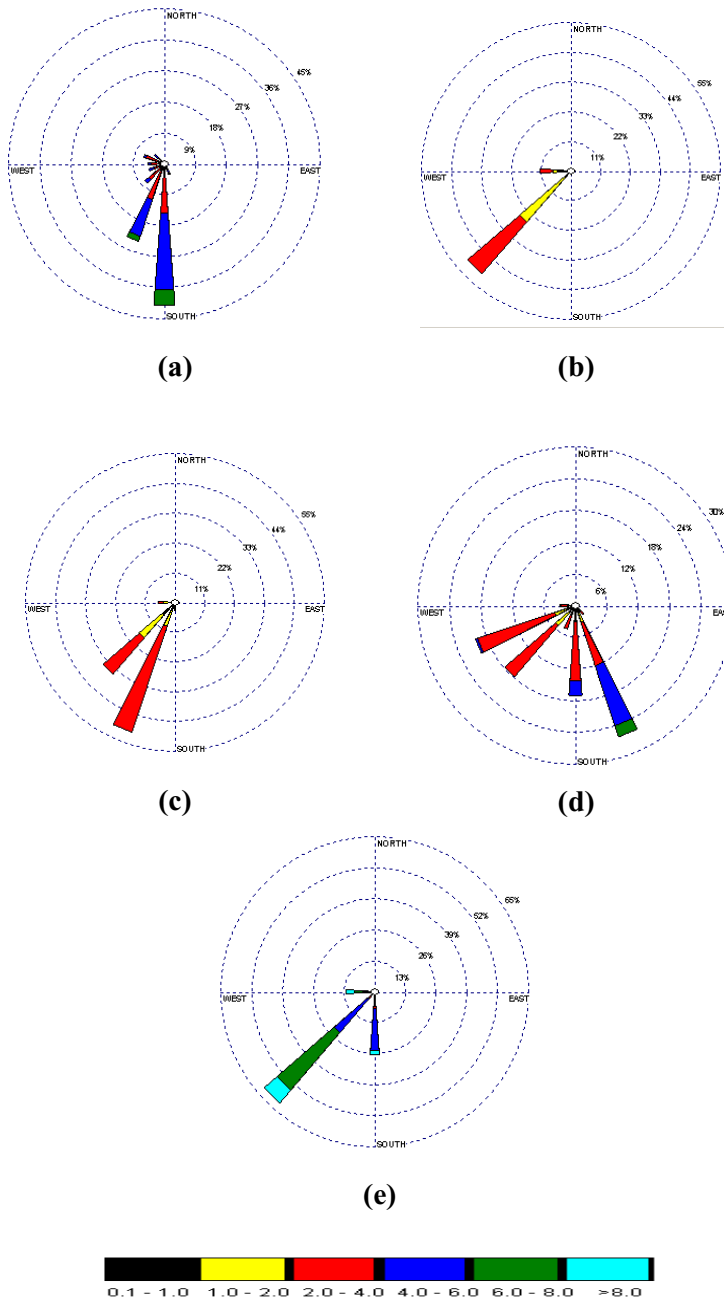 NORTH
45%
36%
27%
18%
9%
WEST
EAST
SOUTH
(a)
NORTH
55%
44%
33%
22%
11%
WEST
EAST
SOUTH
(b)
NORTH
55%
44%
33%
22%
11%
WEST
EAST
SOUTH
(c)
NORTH
30%
24%
18%
12%
6%
WEST
EAS
SOUTH
(d)
NORTH
65%
52%
39%
26%
13%
WEST
EAST
SOUTH
(e)
0.1 - 1.0 1.0 - 2.0 2.0 - 4.0 4.0 - 6.0 6.0 - 8.0 >8.0